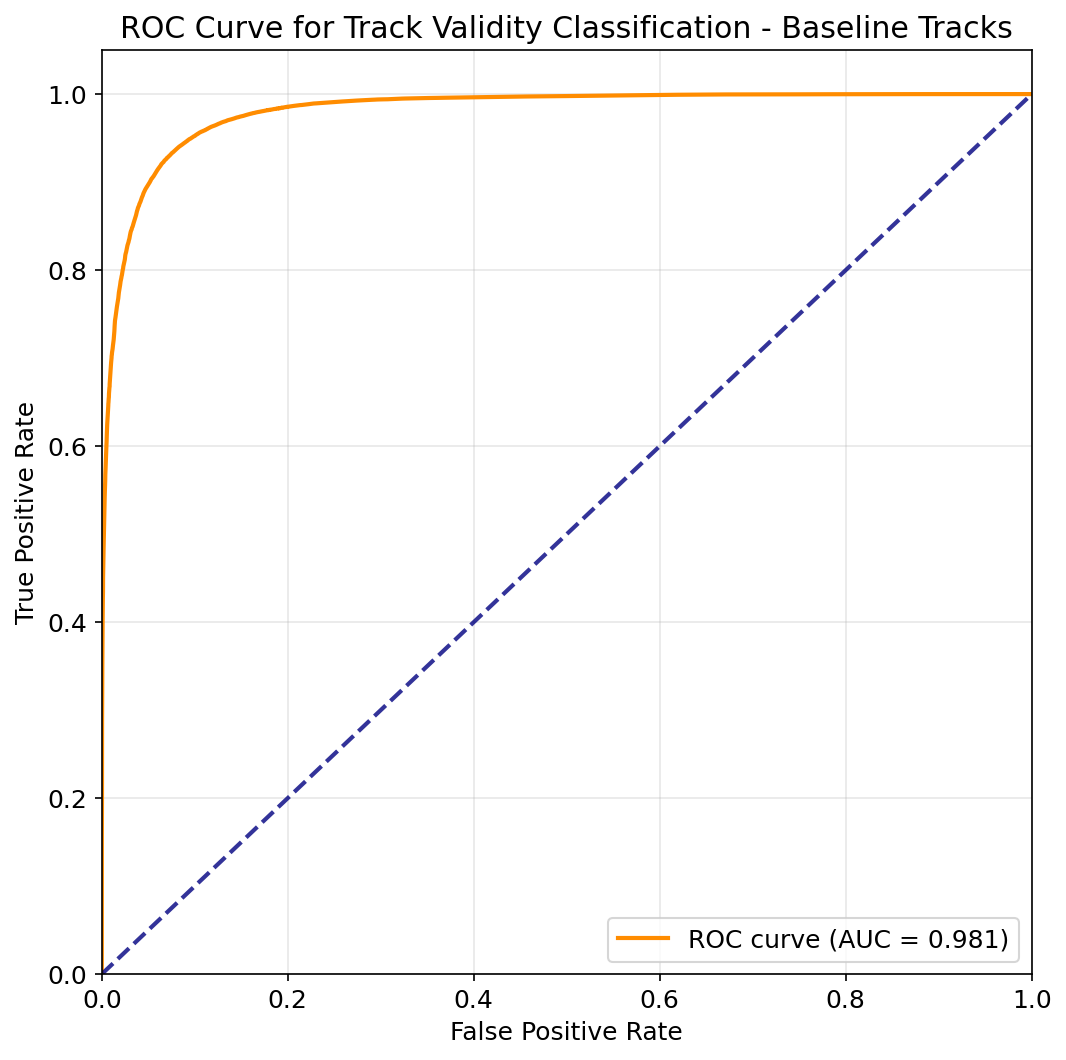 ROC Curve for Track Validity Classification - Baseline Tracks
1.0
0.8
0.6
0.4
0.2
0.0
True Positive Rate
ROC curve (AUC = 0.981)
0.0 0.2 0.4 0.6 0.8 1.0
False Positive Rate